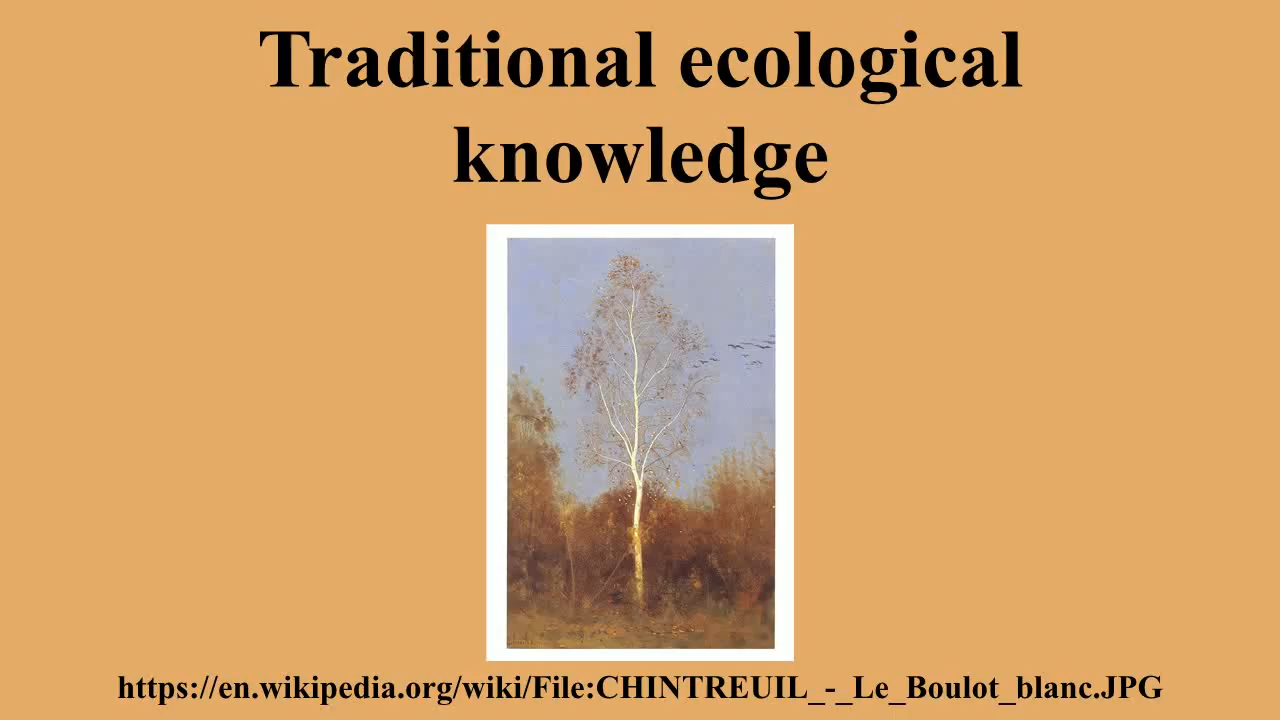 Traditional ecological
knowledge
https://en.wikipedia.org/wiki/File:CHINTREUIL_-_Le_Boulot_blanc.JPG